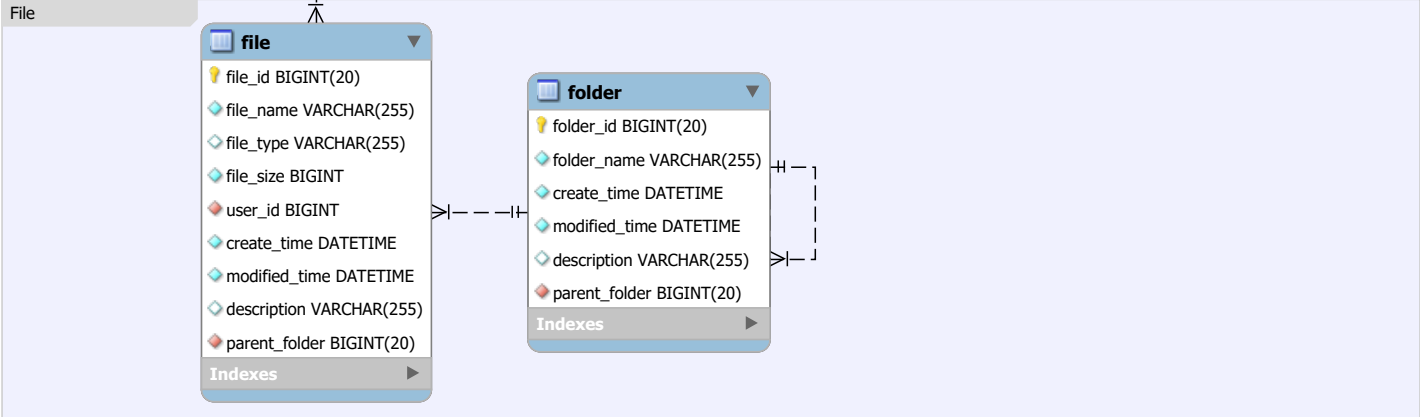 File
file
file_id BIGINT(20)
file_name VARCHAR(255)
file_type VARCHAR(255)
file_size BIGINT
user_id BIGINT
create_time DATETIME
modified_time DATETIME
description VARCHAR(255)
parent_folder BIGINT(20)
Indexes
folder
folder_id BIGINT(20)
folder_name VARCHAR(255)
create_time DATETIME
modified_time DATETIME
description VARCHAR(255)
parent_folder BIGINT(20)
Indexes